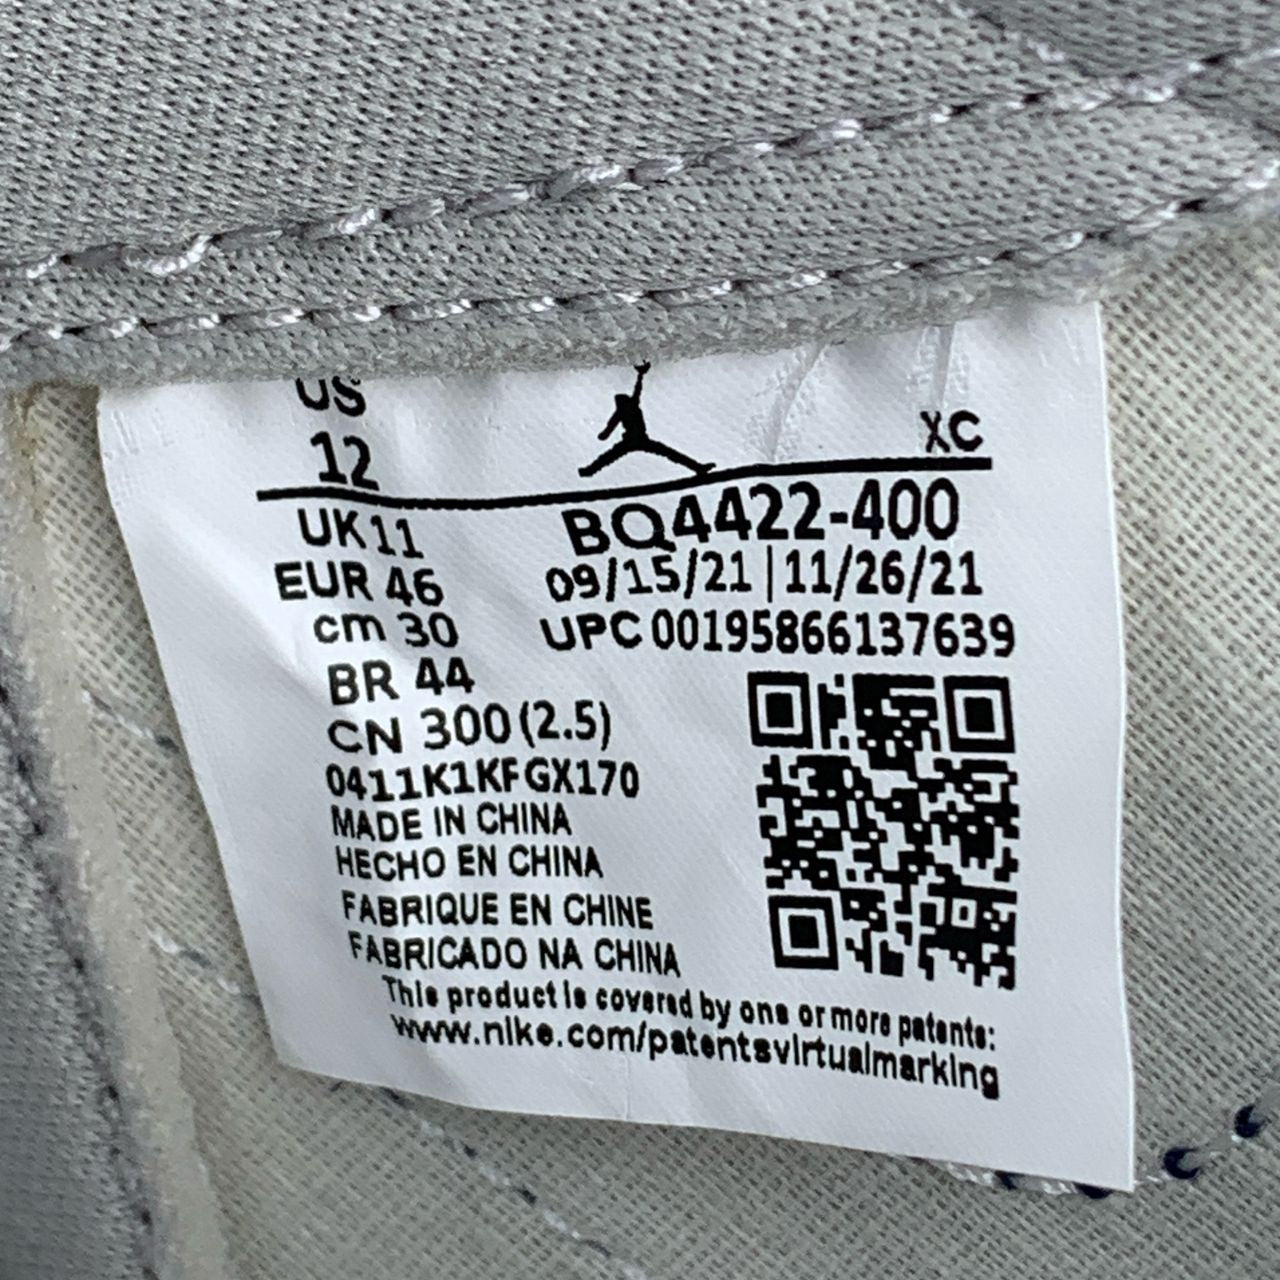 US
12
XC
UK 11
BQ4422-400
EUR 46
09/15/21 | 11/26/21
cm 30
UPC 00195866137639
BR 44
CN 300 (2.5)
0411K1KFGX170
MADE IN CHINA
HECHO EN CHINA
FABRIQUE EN CHINE
FABRICADO NA CHINA
This product is covered by one or more patents:
www.nike.com/patentsvirtualmarking